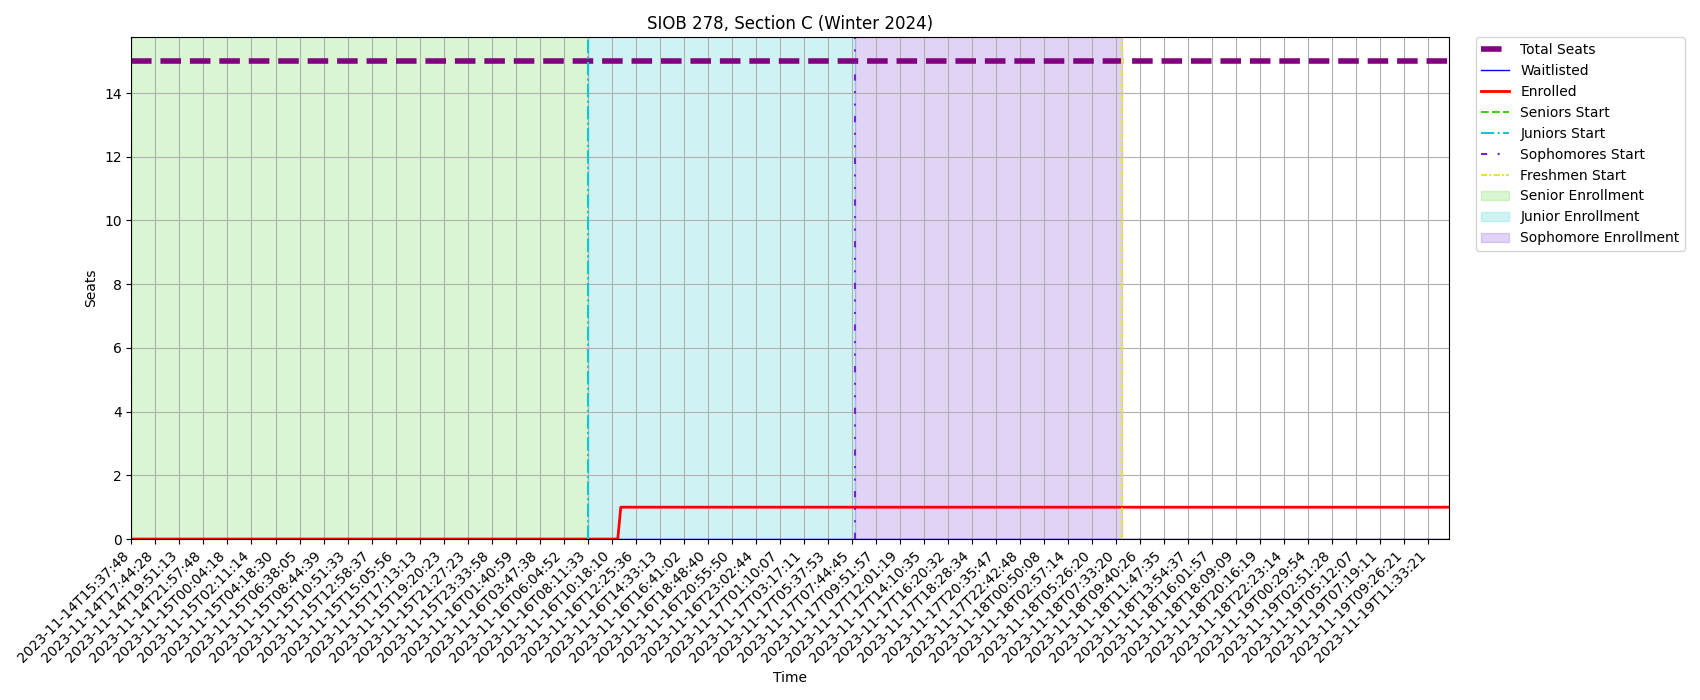 SIOB 278, Section C (Winter 2024)
Total Seats
Waitlisted
Enrolled
Seniors Start
Juniors Start
Sophomores Start
Freshmen Start
Senior Enrollment
Junior Enrollment
Sophomore Enrollment
Seats
14
12
10
8
6
4
2
0
2023-11-14T15:37:48
2023-11-14T17:44:28
2023-11-14T19:51:13
2023-11-14T21:57:48
2023-11-15T00:04:18
2023-11-15T02:11:14
2023-11-15T04:18:30
2023-11-15T06:38:05
2023-11-15T08:44:39
2023-11-15T10:51:33
2023-11-15T12:58:37
2023-11-15T15:05:56
2023-11-15T17:13:13
2023-11-15T19:20:23
2023-11-15T21:27:23
2023-11-15T23:33:58
2023-11-16T01:40:59
2023-11-16T03:47:38
2023-11-16T06:04:52
2023-11-16T08:11:33
2023-11-16T10:18:10
2023-11-16T12:25:36
2023-11-16T14:33:13
2023-11-16T16:41:02
2023-11-16T18:48:40
2023-11-16T20:55:50
2023-11-16T23:02:44
2023-11-17T01:10:07
2023-11-17T03:17:11
2023-11-17T05:37:53
2023-11-17T07:44:45
2023-11-17T09:51:57
2023-11-17T12:01:19
2023-11-17T14:10:35
2023-11-17T16:20:32
2023-11-17T18:28:34
2023-11-17T20:35:47
2023-11-17T22:42:48
2023-11-18T00:50:08
2023-11-18T02:57:14
2023-11-18T05:26:20
2023-11-18T07:33:20
2023-11-18T09:40:26
2023-11-18T11:47:35
2023-11-18T13:54:37
2023-11-18T16:01:57
2023-11-18T18:09:09
2023-11-18T20:16:19
2023-11-18T22:23:14
2023-11-19T00:29:54
2023-11-19T02:51:28
2023-11-19T05:12:07
2023-11-19T07:19:11
2023-11-19T09:26:21
2023-11-19T11:33:21
Time